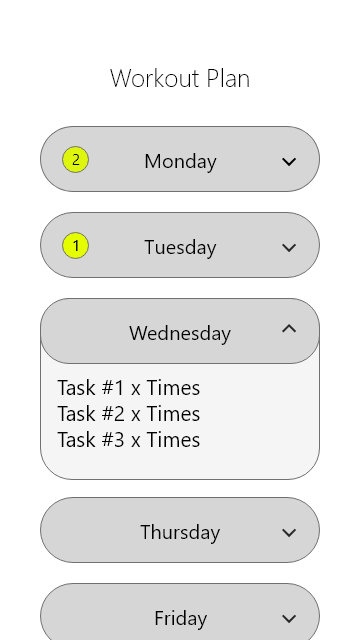 Workout Plan
2
Monday
1
Tuesday
Wednesday
Task #1 x Times
Task #2 x Times
Task #3 x Times
Thursday
Friday